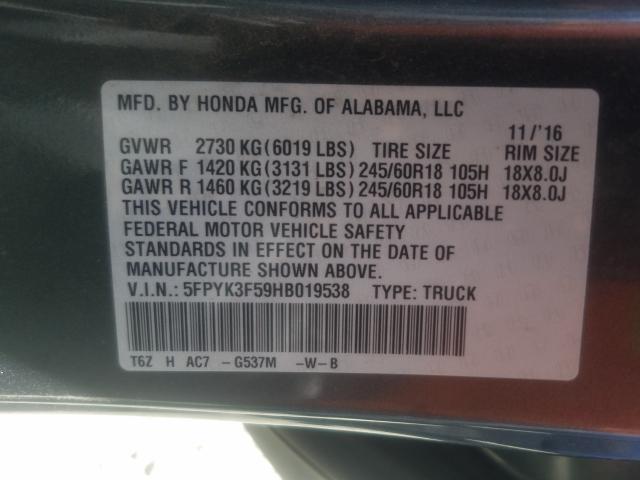 MFD. BY HONDA MFG. OF ALABAMA, LLC
11/'16
GVWR 2730 KG(6019 LBS) TIRE SIZE RIM SIZE
GAWR F 1420 KG(3131 LBS) 245/60R18 105H 18X8.0J
GAWR R 1460 KG(3219 LBS) 245/60R18 105H 18X8.0J
THIS VEHICLE CONFORMS TO ALL APPLICABLE
FEDERAL MOTOR VEHICLE SAFETY
STANDARDS IN EFFECT ON THE DATE OF
MANUFACTURE SHOWN ABOVE.
V.I.N.: 5FPYK3F59HB019538 TYPE: TRUCK
T6Z H AC7 -G537M -W-B